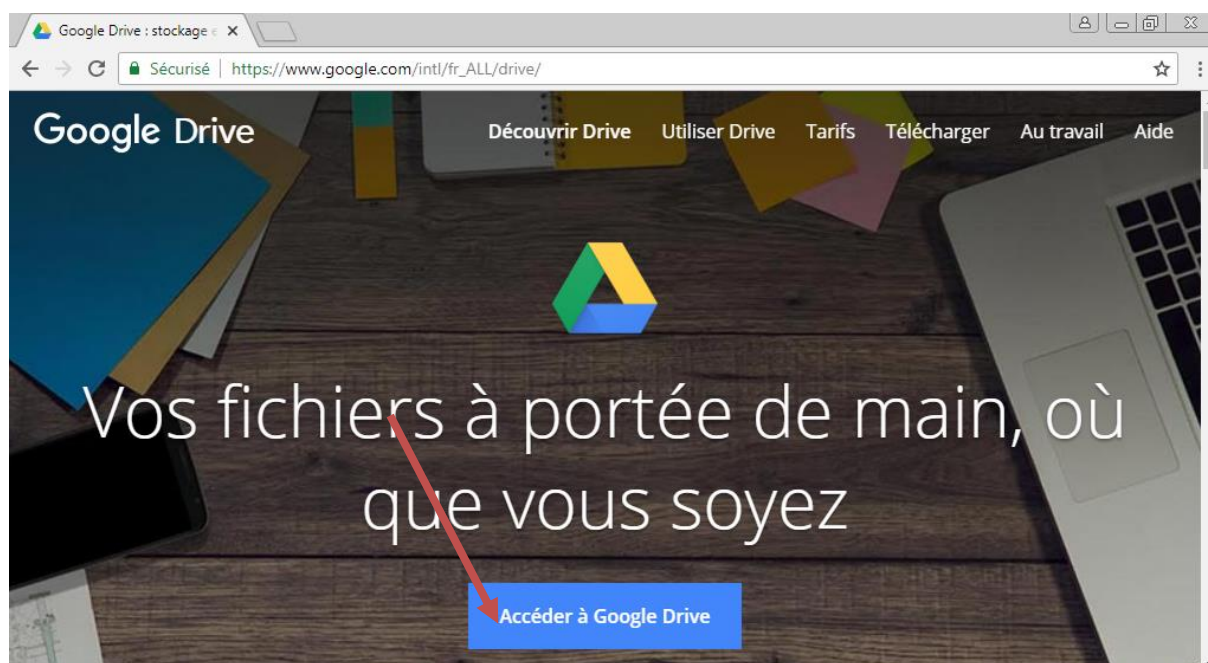 Google Drive : stockage e
Sécurisé | https://www.google.com/intl/fr_ALL/drive/
Google Drive
Découvrir Drive Utiliser Drive Tarifs Télécharger Au travail Aide
Vos fichiers à portée de main, où
que vous soyez
Accéder à Google Drive